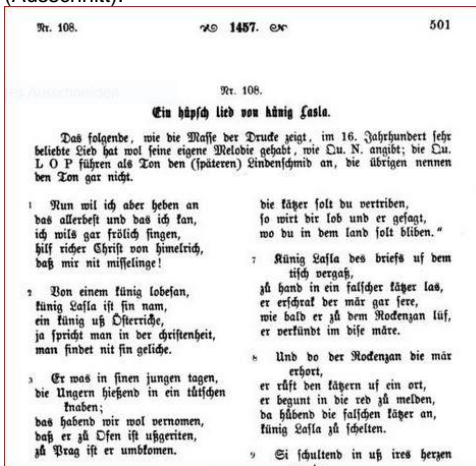 (Ausschnitt):
Nr. 108.
1457.
501
Nr. 108.
Ein hüpsch lied von künig Lasla.
Das folgende, wie die Masse der Drucke zeigt, im 16. Jahrhundert sehr
beliebte Lied hat wol seine eigene Melodie gehabt, wie Qu. N. angibt; die Qu.
L O P führen als Ton den (späteren) Lindenschmid an, die übrigen nennen
den Ton gar nicht.
1 Nun wil ich aber heben an
das allerbest und das ich kan,
ich wils gar frölich singen,
hilf richer Christ von himelrich,
daß mir nit misselinge!
2 Von einem künig lobesan,
künig Lasla ist sin nam,
ein künig uß Österriche,
ja spricht man in der christenheit,
man findet nit sin geliche.
3 Er was in sinen jungen tagen,
die Ungern hießend in ein tütschen
knaben;
das habend wir wol vernomen,
daß er zů Ofen ist ußgeriten,
zů Prag ist er umbkomen.
die kätzer solt du vertriben,
so wirt dir lob und er gesagt,
wo du in dem land solt bliben."
7 Künig Lasla des briefs uf dem
tisch vergaß,
zů hand in ein falscher kätzer las,
er erschrak der mär gar sere,
wie bald er zů dem Rockenzan lüf,
er verkündt im dise märe.
8 Und do der Rockenzan die mär
erhort,
er rüft den kätzern uf ein ort,
er begunt in die red zů melden,
da hůbend die falschen kätzer an,
künig Lasla zů schelten.
9 Si schultend in uß ires herzen